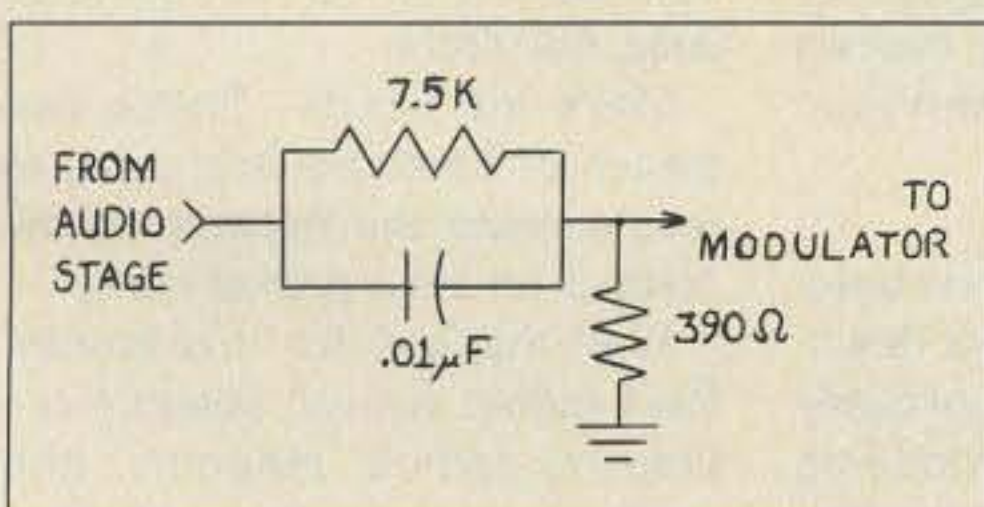 7.5K
FROM
AUDIO
STAGE
TO
MODULATOR
.01µF
390Ω